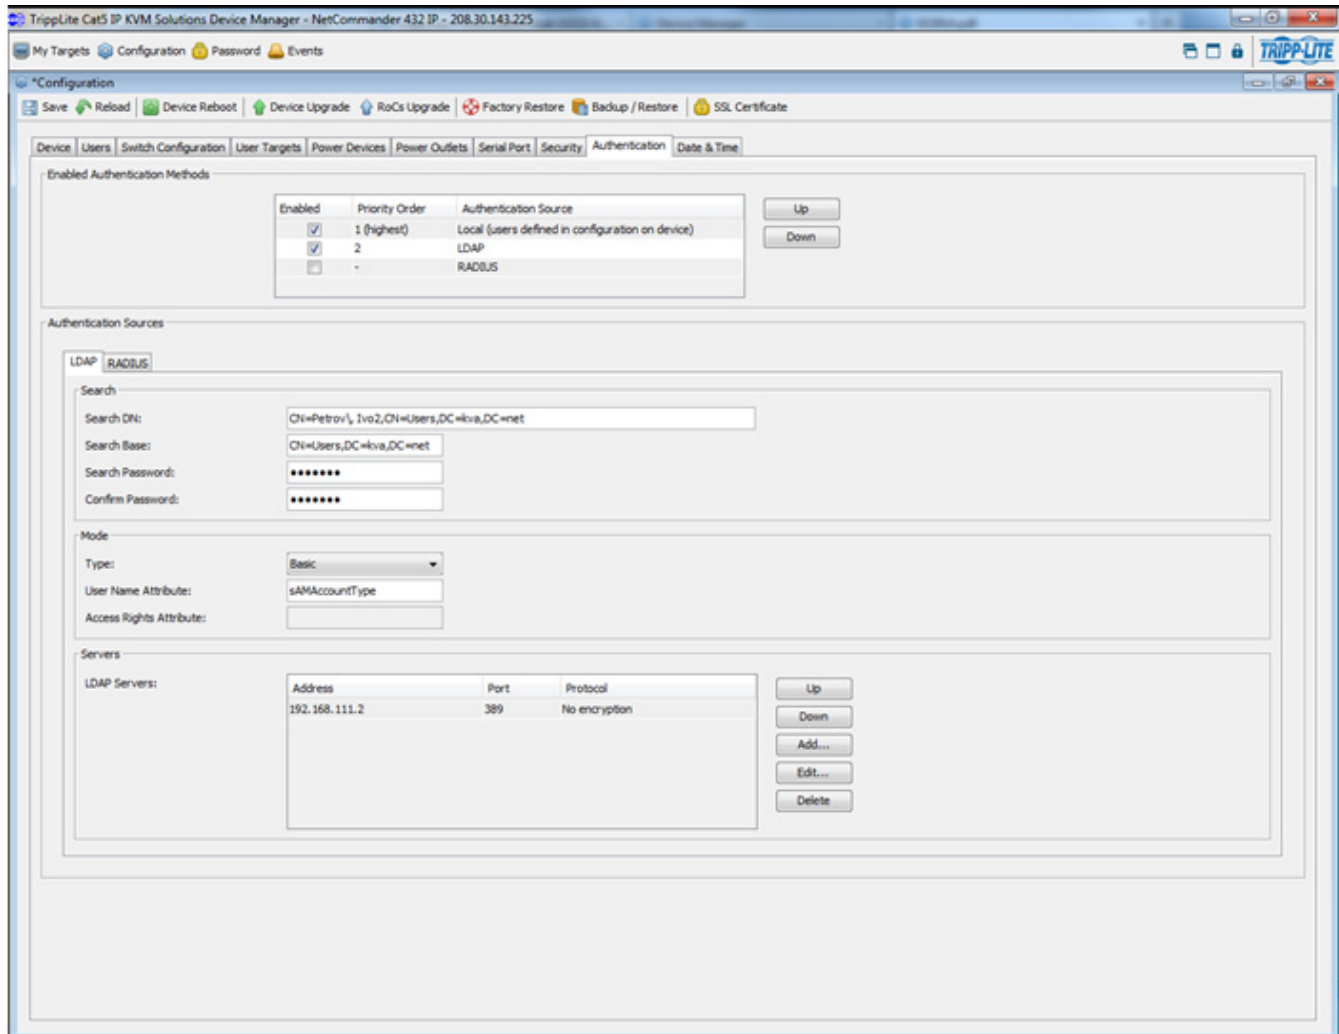 TrippLite Cat5 IP KVM Solutions Device Manager - NetCommander 432 IP - 208.30.143.225
My Targets Configuration Password Events TRIPP-LITE
*Configuration
Save Reload Device Reboot Device Upgrade RoCs Upgrade Factory Restore Backup / Restore SSL Certificate
Device Users Switch Configuration User Targets Power Devices Power Outlets Serial Port Security Authentication Date & Time
Enabled Authentication Methods
Enabled Priority Order Authentication Source Up
1 (highest) Local (users defined in configuration on device)
Down
2 LDAP
- RADIUS
Authentication Sources
LDAP RADIUS
Search
Search DN: CN=Petrov\, Ivo2,CN=Users,DC=kva,DC=net
Search Base: CN=Users,DC=kva,DC=net
Search Password: •••••••
Confirm Password: •••••••
Mode
Type: Basic
User Name Attribute: sAMAccountType
Access Rights Attribute:
Servers
LDAP Servers: Address Port Protocol Up
192.168.111.2 389 No encryption
Down
Add...
Edit...
Delete